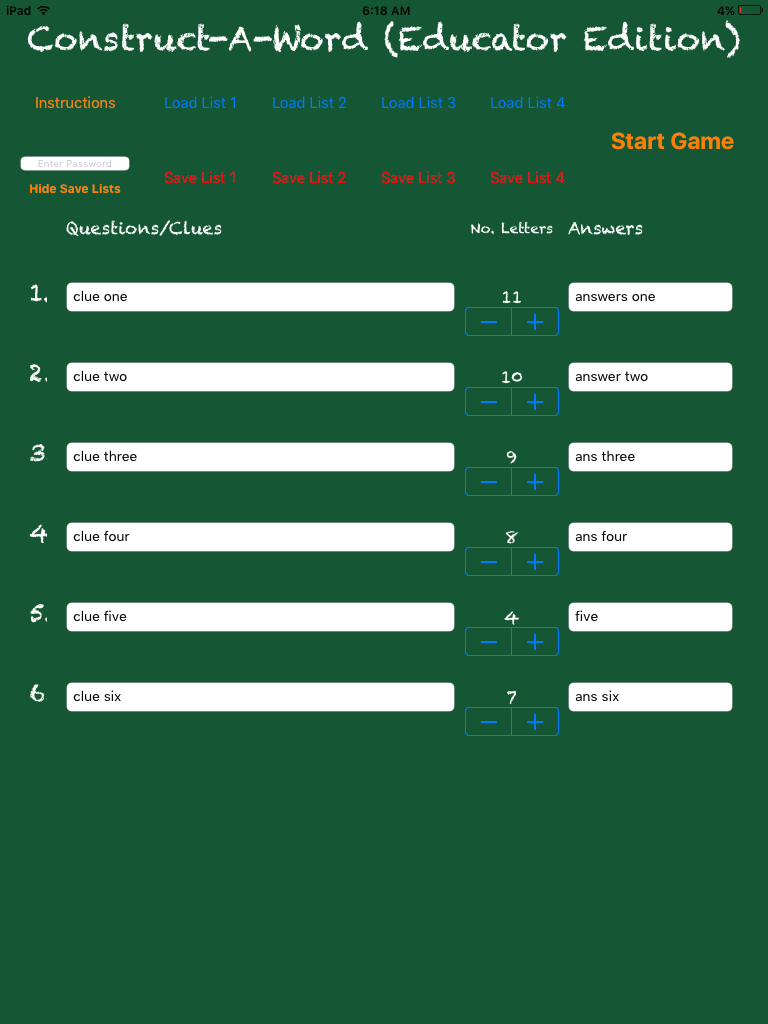 iPad 6:18 AM 4%
Construct-A-Word (Educator Edition)
Instructions Load List 1 Load List 2 Load List 3 Load List 4
Start Game
Enter Password
Save List 1 Save List 2 Save List 3 Save List 4
Hide Save Lists
Questions/Clues No. Letters Answers
1. clue one 11 answers one
− +
2. clue two 10 answer two
− +
3 clue three 9 ans three
− +
4 clue four 8 ans four
− +
5. clue five 4 five
− +
6 clue six 7 ans six
− +